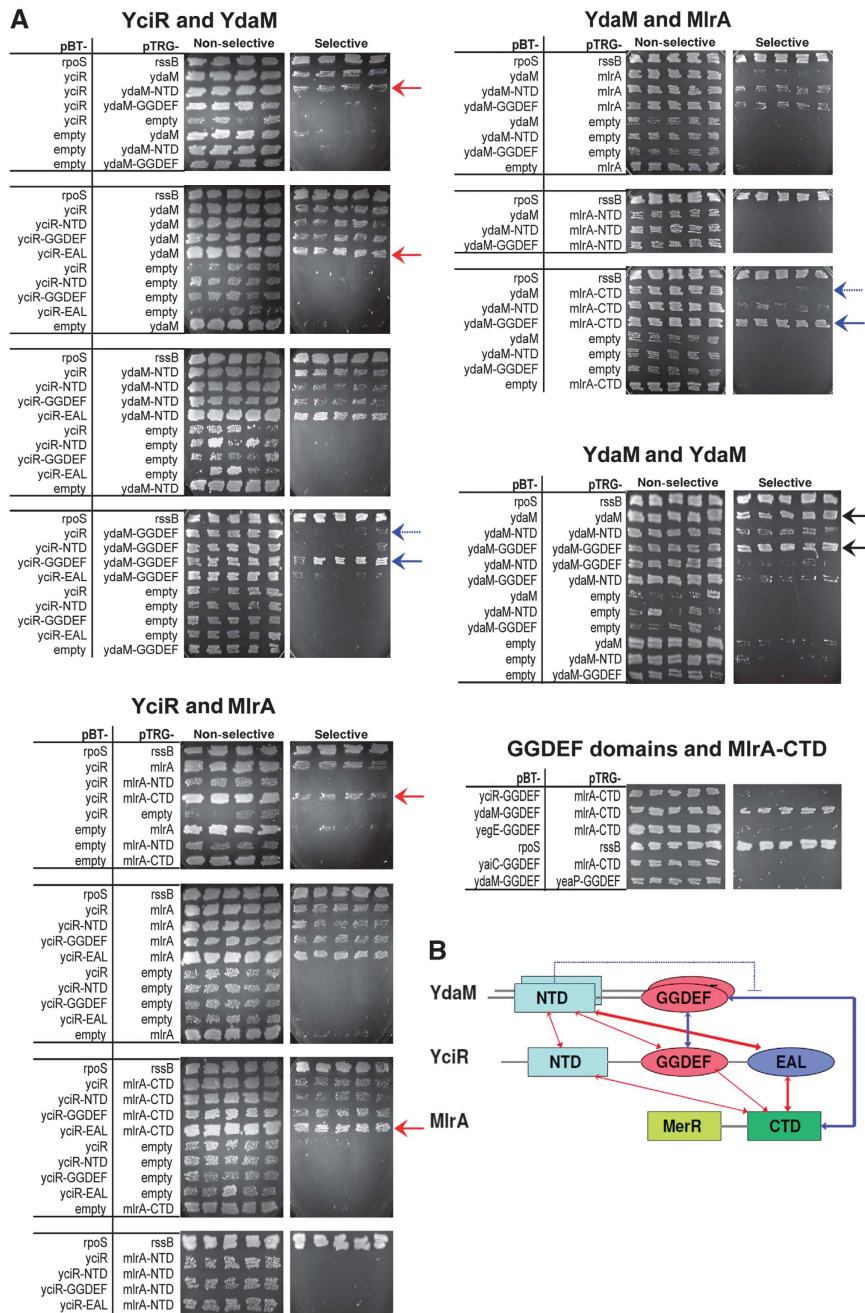 A
YciR and YdaM
pBT- pTRG- Non-selective Selective
rpoS rssB
yciR ydaM
yciR ydaM-NTD
yciR ydaM-GGDEF
yciR empty
empty ydaM
empty ydaM-NTD
empty ydaM-GGDEF
rpoS rssB
yciR ydaM
yciR-NTD ydaM
yciR-GGDEF ydaM
yciR-EAL ydaM
yciR empty
yciR-NTD empty
yciR-GGDEF empty
yciR-EAL empty
empty ydaM
rpoS rssB
yciR ydaM-NTD
yciR-NTD ydaM-NTD
yciR-GGDEF ydaM-NTD
yciR-EAL ydaM-NTD
yciR empty
yciR-NTD empty
yciR-GGDEF empty
yciR-EAL empty
empty ydaM-NTD
rpoS rssB
yciR ydaM-GGDEF
yciR-NTD ydaM-GGDEF
yciR-GGDEF ydaM-GGDEF
yciR-EAL ydaM-GGDEF
yciR empty
yciR-NTD empty
yciR-GGDEF empty
yciR-EAL empty
empty ydaM-GGDEF
YciR and MlrA
pBT- pTRG- Non-selective Selective
rpoS rssB
yciR mlrA
yciR mlrA-NTD
yciR mlrA-CTD
yciR empty
empty mlrA
empty mlrA-NTD
empty mlrA-CTD
rpoS rssB
yciR mlrA
yciR-NTD mlrA
yciR-GGDEF mlrA
yciR-EAL mlrA
yciR empty
yciR-NTD empty
yciR-GGDEF empty
yciR-EAL empty
empty mlrA
rpoS rssB
yciR mlrA-CTD
yciR-NTD mlrA-CTD
yciR-GGDEF mlrA-CTD
yciR-EAL mlrA-CTD
yciR empty
yciR-NTD empty
yciR-GGDEF empty
yciR-EAL empty
empty mlrA-CTD
rpoS rssB
yciR mlrA-NTD
yciR-NTD mlrA-NTD
yciR-GGDEF mlrA-NTD
yciR-EAL mlrA-NTD
YdaM and MlrA
pBT- pTRG- Non-selective Selective
rpoS rssB
ydaM mlrA
ydaM-NTD mlrA
ydaM-GGDEF mlrA
ydaM empty
ydaM-NTD empty
ydaM-GGDEF empty
empty mlrA
rpoS rssB
ydaM mlrA-NTD
ydaM-NTD mlrA-NTD
ydaM-GGDEF mlrA-NTD
rpoS rssB
ydaM mlrA-CTD
ydaM-NTD mlrA-CTD
ydaM-GGDEF mlrA-CTD
ydaM empty
ydaM-NTD empty
ydaM-GGDEF empty
empty mlrA-CTD
YdaM and YdaM
pBT- pTRG- Non-selective Selective
rpoS rssB
ydaM ydaM
ydaM-NTD ydaM-NTD
ydaM-GGDEF ydaM-GGDEF
ydaM-NTD ydaM-GGDEF
ydaM-GGDEF ydaM-NTD
ydaM empty
ydaM-NTD empty
ydaM-GGDEF empty
empty ydaM
empty ydaM-NTD
empty ydaM-GGDEF
GGDEF domains and MlrA-CTD
pBT- pTRG- Non-selective Selective
yciR-GGDEF mlrA-CTD
ydaM-GGDEF mlrA-CTD
yegE-GGDEF mlrA-CTD
rpoS rssB
yaiC-GGDEF mlrA-CTD
ydaM-GGDEF yeaP-GGDEF
B
YdaM NTD GGDEF
YciR NTD GGDEF EAL
MlrA MerR CTD